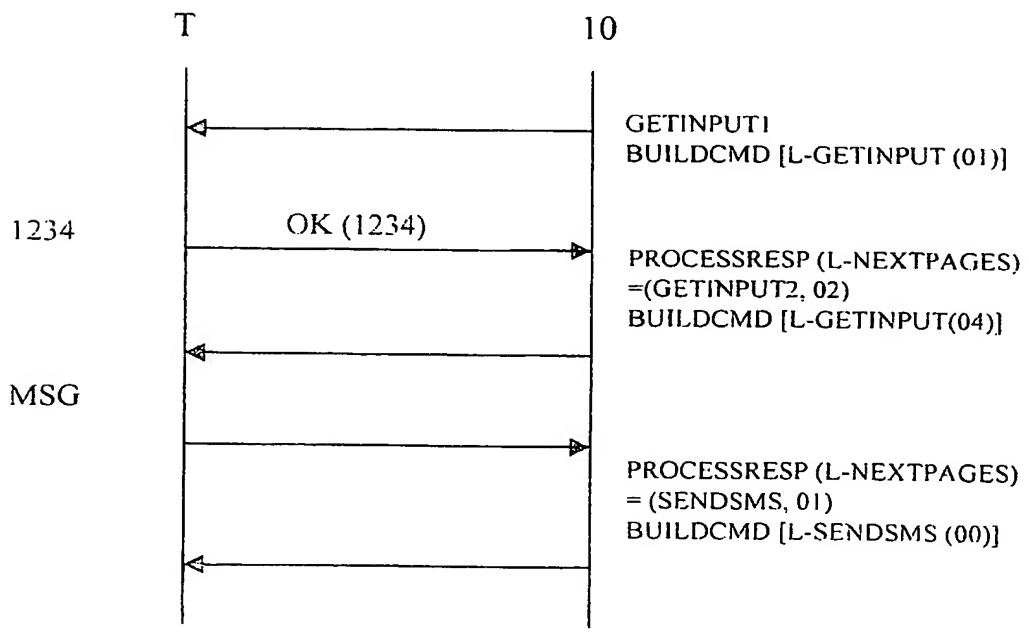 T 10
GETINPUT1
BUILDCMD [L-GETINPUT (01)]
1234
OK (1234)
PROCESSRESP (L-NEXTPAGES)
=(GETINPUT2, 02)
BUILDCMD [L-GETINPUT(04)]
MSG
PROCESSRESP (L-NEXTPAGES)
= (SENDSMS, 01)
BUILDCMD [L-SENDSMS (00)]